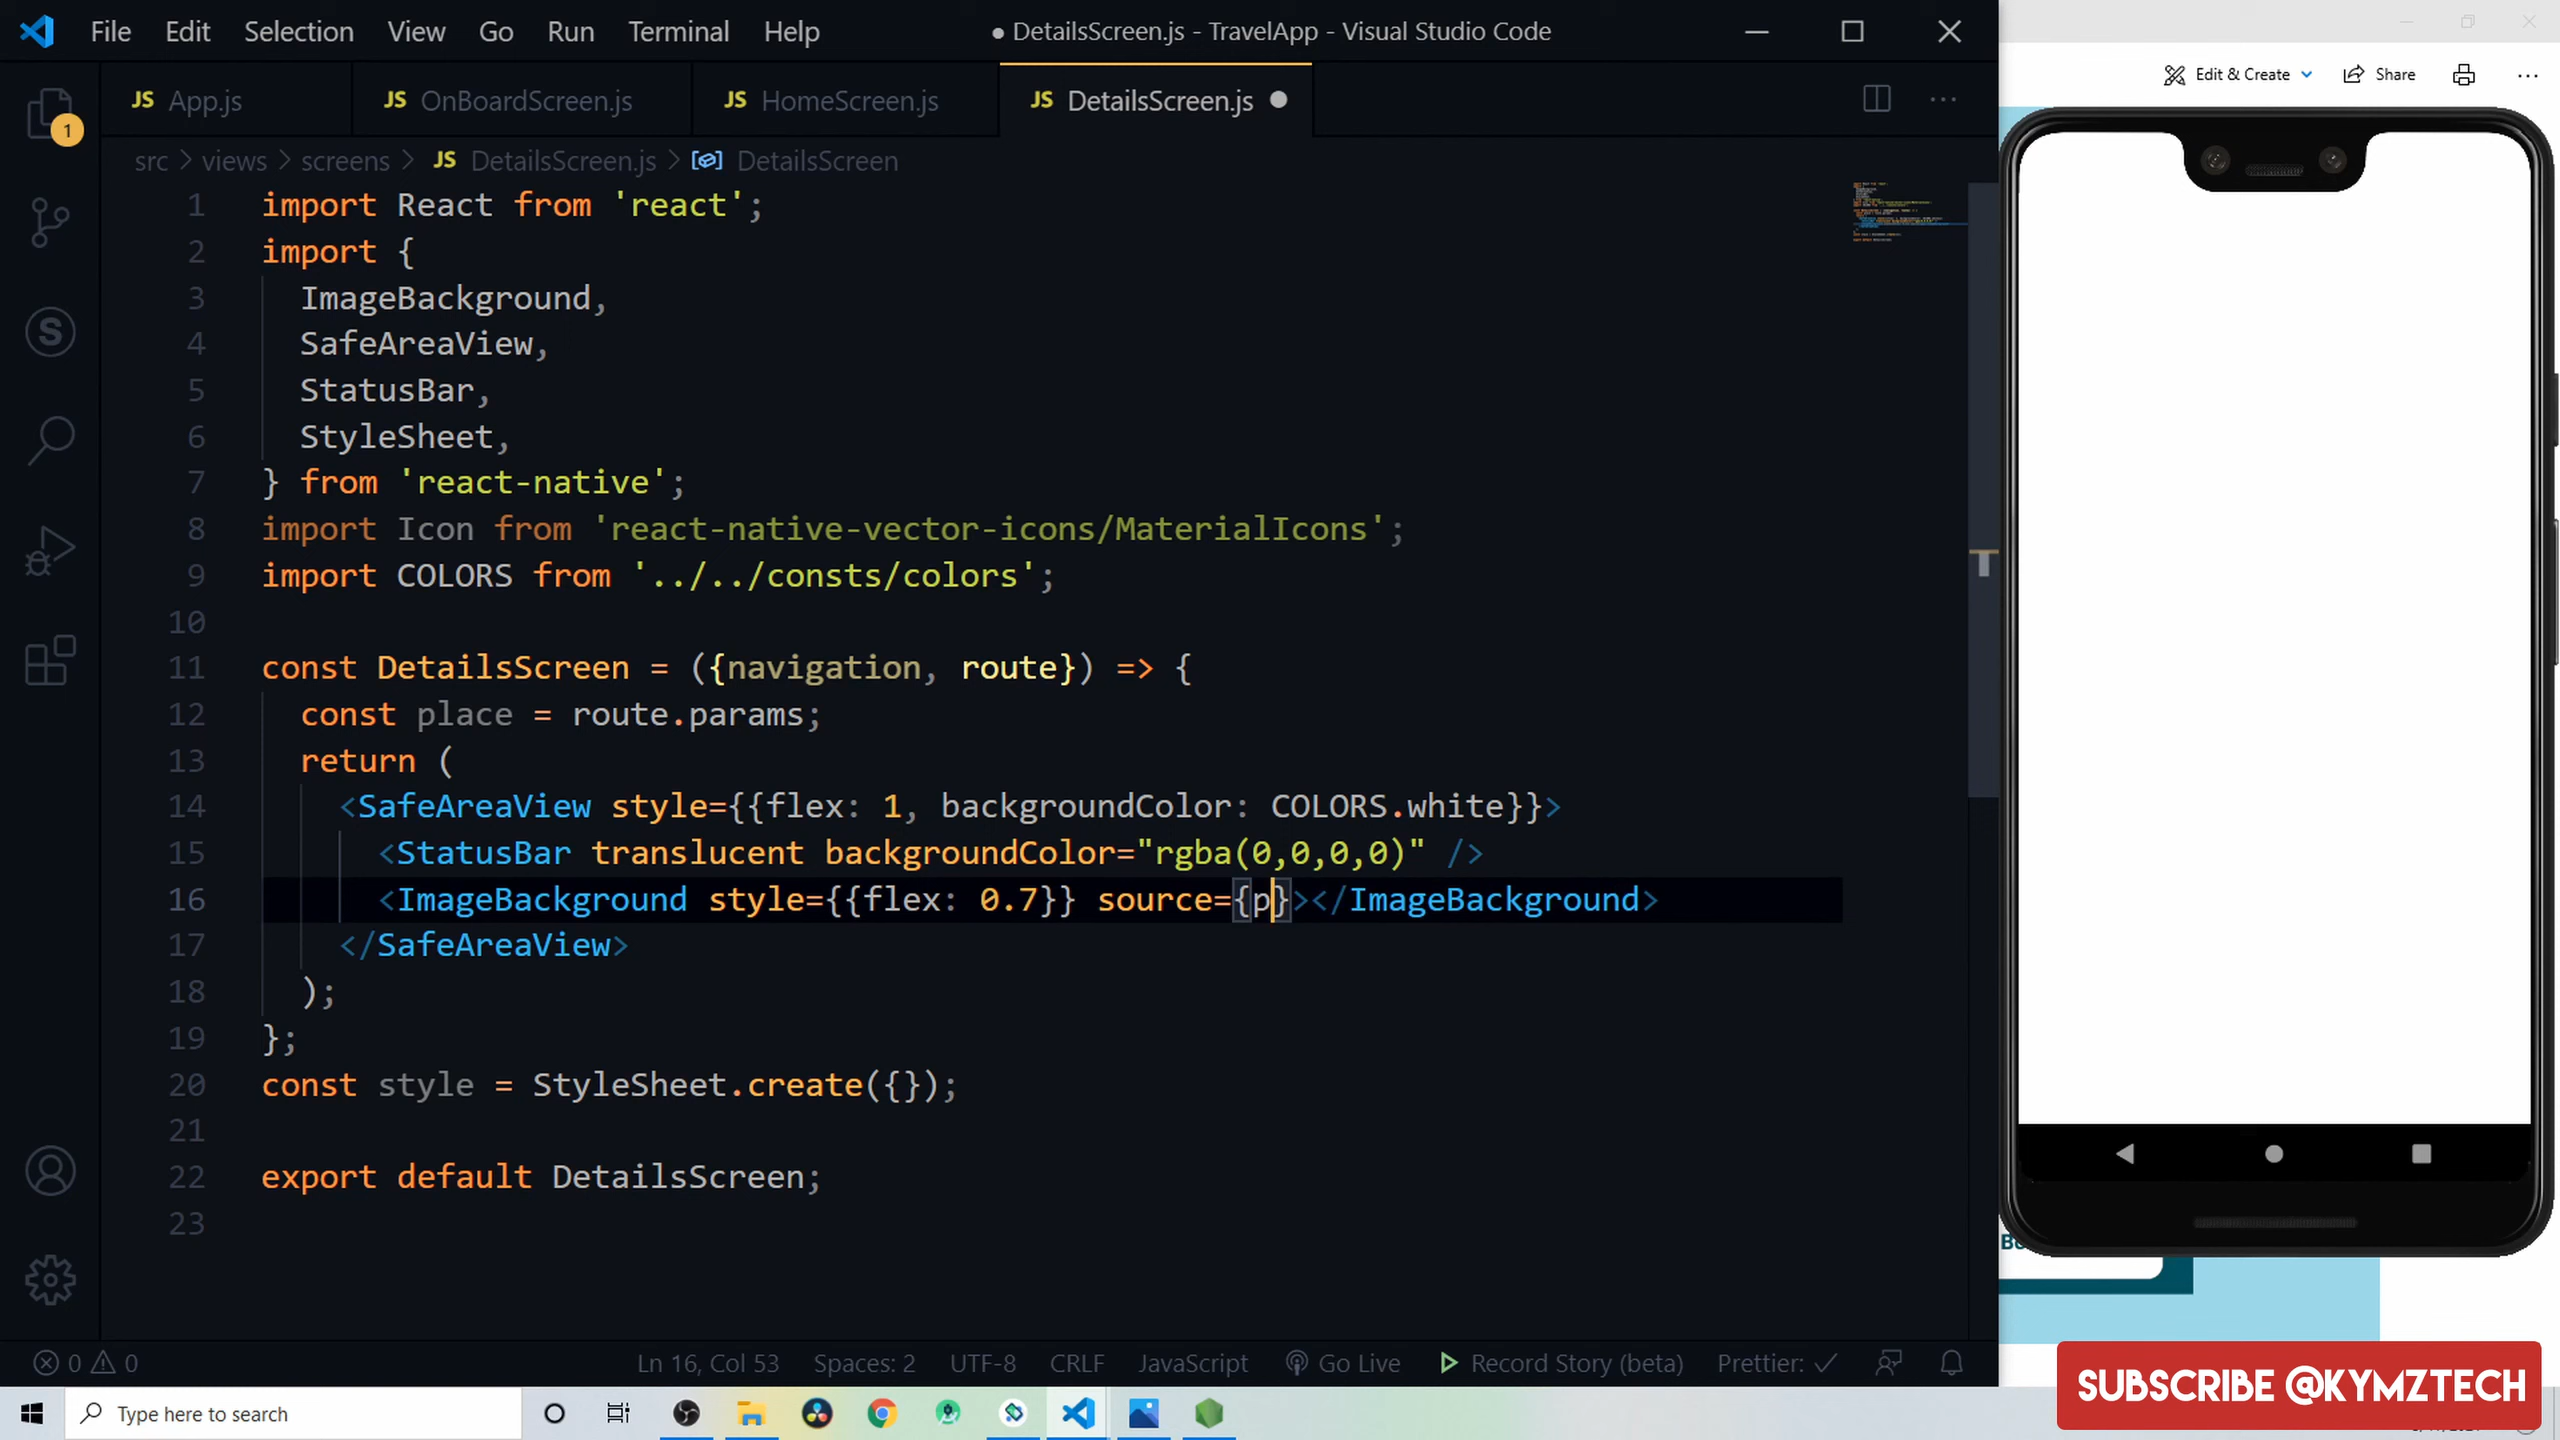 File Edit Selection View Go Run Terminal Help
● DetailsScreen.js - TravelApp - Visual Studio Code
Edit & Create Share
JS App.js JS OnBoardScreen.js JS HomeScreen.js JS DetailsScreen.js
1
src > views > screens > JS DetailsScreen.js > DetailsScreen
1 import React from 'react';
2 import {
3 ImageBackground,
4 SafeAreaView,
5 StatusBar,
6 StyleSheet,
7 } from 'react-native';
8 import Icon from 'react-native-vector-icons/MaterialIcons';
9 import COLORS from '../../consts/colors';
10
11 const DetailsScreen = ({navigation, route}) => {
12 const place = route.params;
13 return (
14 <SafeAreaView style={{flex: 1, backgroundColor: COLORS.white}}>
15 <StatusBar translucent backgroundColor="rgba(0,0,0,0)" />
16 <ImageBackground style={{flex: 0.7}} source={p}></ImageBackground>
17 </SafeAreaView>
18 );
19 };
20 const style = StyleSheet.create({});
21
22 export default DetailsScreen;
23
0 0 Ln 16, Col 53 Spaces: 2 UTF-8 CRLF JavaScript Go Live Record Story (beta) Prettier: ✓
SUBSCRIBE @KYMZTECH
Type here to search